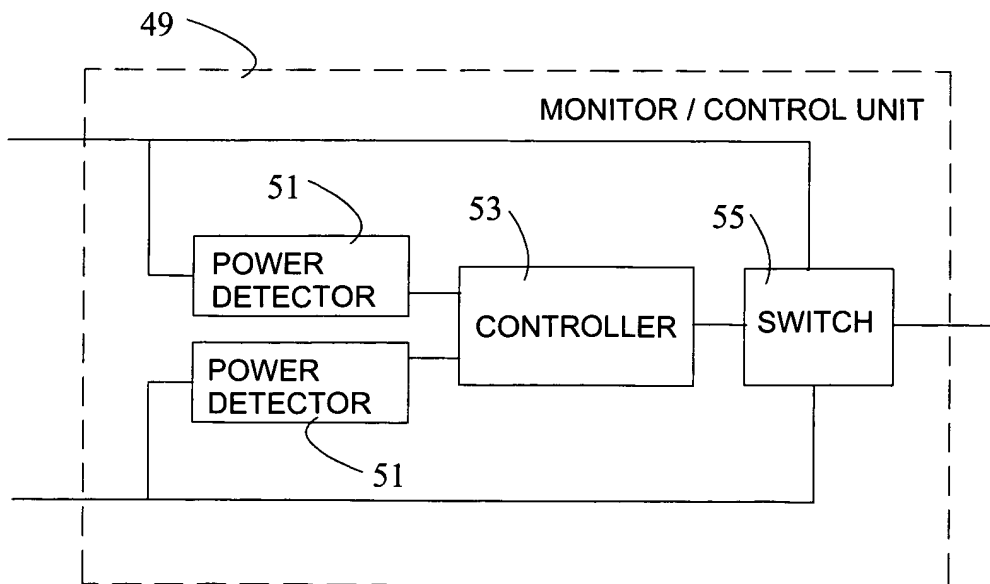 49
MONITOR / CONTROL UNIT
51
53
55
POWER
DETECTOR
CONTROLLER
SWITCH
POWER
DETECTOR
51